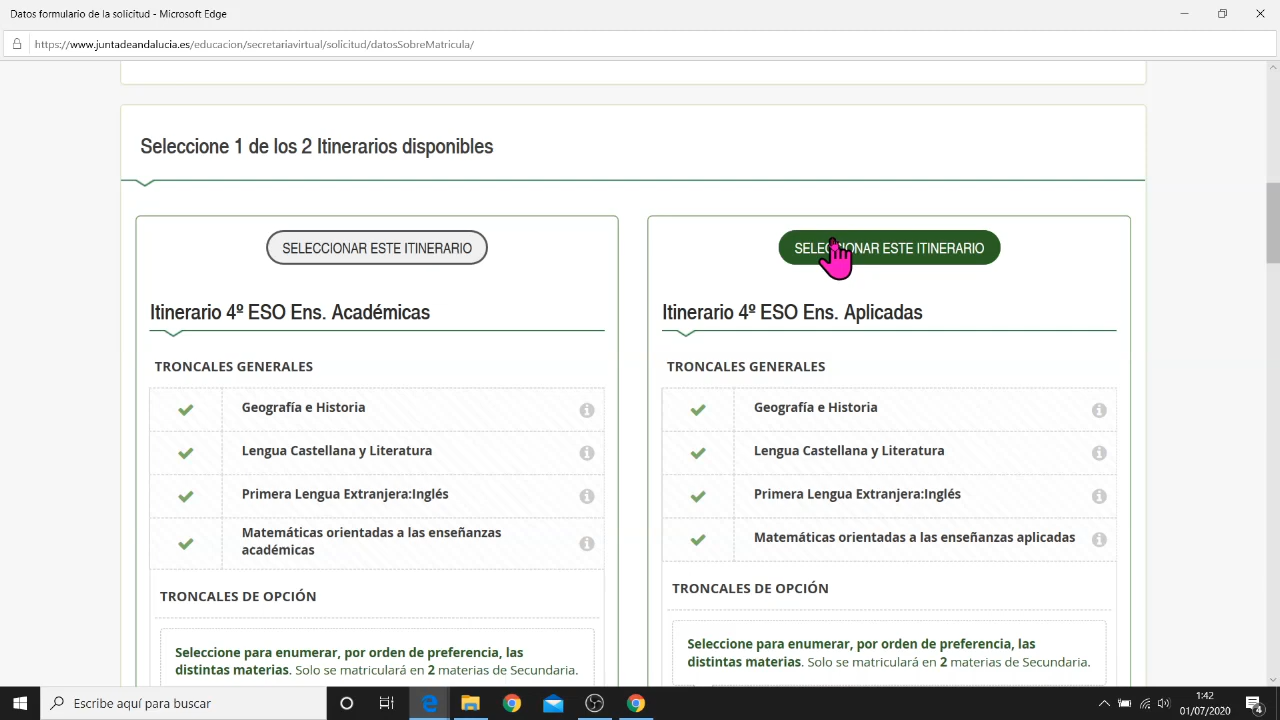 Datos formulario de la solicitud - Microsoft Edge
https://www.juntadeandalucia.es/educacion/secretariavirtual/solicitud/datosSobreMatricula/
Seleccione 1 de los 2 Itinerarios disponibles
SELECCIONAR ESTE ITINERARIO
Itinerario 4º ESO Ens. Académicas
TRONCALES GENERALES
Geografía e Historia
Lengua Castellana y Literatura
Primera Lengua Extranjera:Inglés
Matemáticas orientadas a las enseñanzas
académicas
TRONCALES DE OPCIÓN
Seleccione para enumerar, por orden de preferencia, las
distintas materias. Solo se matriculará en 2 materias de Secundaria.
SELECCIONAR ESTE ITINERARIO
Itinerario 4º ESO Ens. Aplicadas
TRONCALES GENERALES
Geografía e Historia
Lengua Castellana y Literatura
Primera Lengua Extranjera:Inglés
Matemáticas orientadas a las enseñanzas aplicadas
TRONCALES DE OPCIÓN
Seleccione para enumerar, por orden de preferencia, las
distintas materias. Solo se matriculará en 2 materias de Secundaria.
Escribe aquí para buscar
1:42
01/07/2020
4